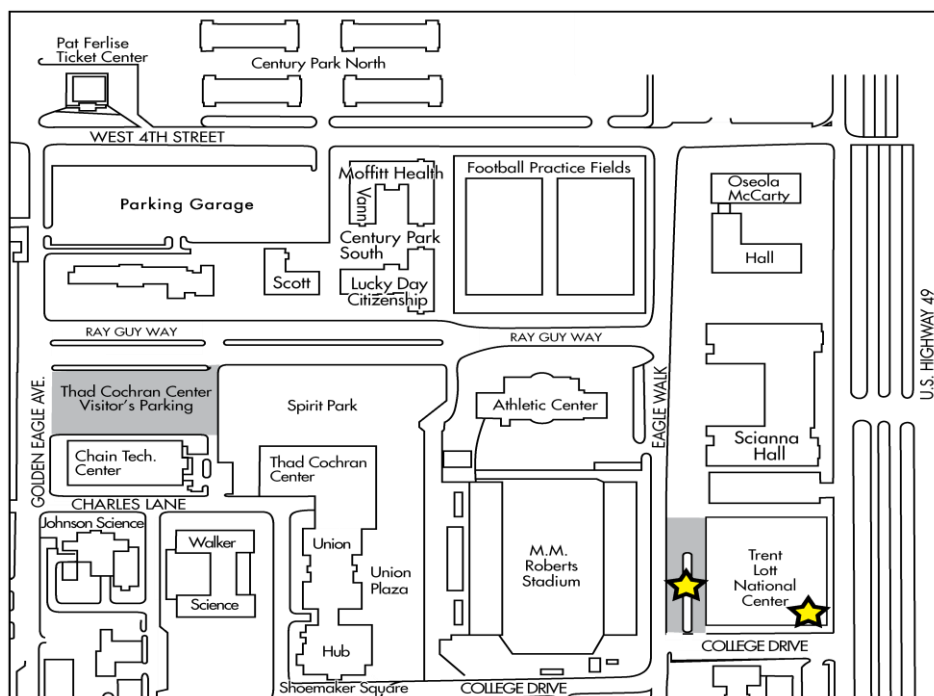 Pat Ferlise
Ticket Center
Century Park North
WEST 4TH STREET
Parking Garage
Moffitt Health
Vann
Century Park
South
Football Practice Fields
Oseola
McCarty
Hall
Scott
Lucky Day
Citizenship
RAY GUY WAY
RAY GUY WAY
U.S. HIGHWAY 49
GOLDEN EAGLE AVE.
Thad Cochran Center
Visitor's Parking
Spirit Park
Athletic Center
EAGLE WALK
Scianna
Hall
Chain Tech.
Center
Thad Cochran
Center
CHARLES LANE
Johnson Science
Walker
Science
Union
Union
Plaza
M.M.
Roberts
Stadium
Trent
Lott
National
Center
Hub
Shoemaker Square
COLLEGE DRIVE
COLLEGE DRIVE